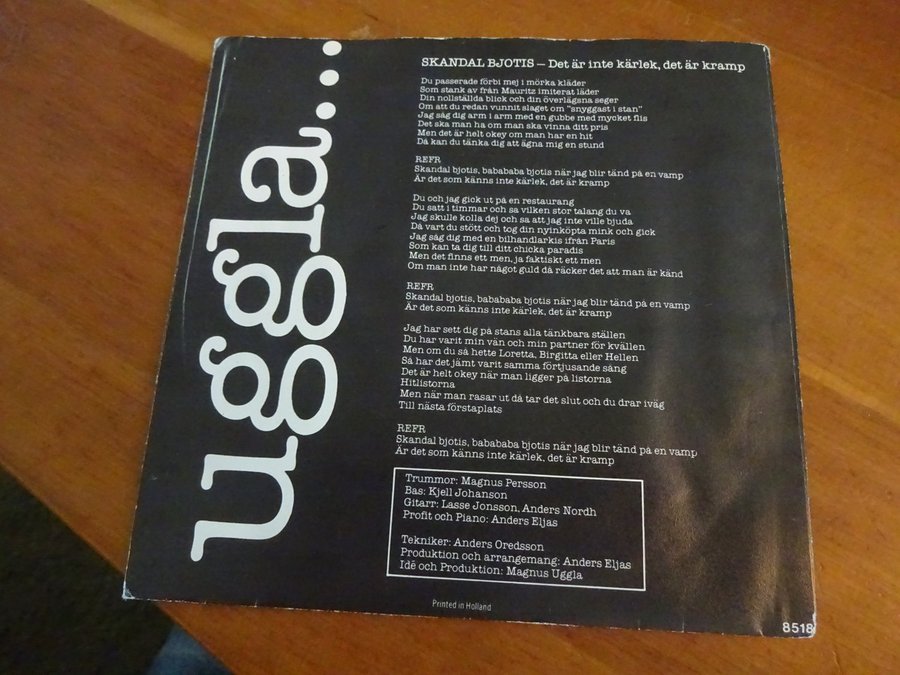 uggla...
SKANDAL BJOTIS – Det är inte kärlek, det är kramp
Du passerade förbi mej i mörka kläder
Som stank av från Mauritz imiterat läder
Din nollställda blick och din överlägsna seger
Om att du redan vunnit slaget om "snyggast i stan"
Jag såg dig arm i arm med en gubbe med mycket flis
Det ska man ha om man ska vinna ditt pris
Men det är helt okey om man har en hit
Då kan du tänka dig att ägna mig en stund
REFR
Skandal bjotis, babababa bjotis när jag blir tänd på en vamp
Är det som känns inte kärlek, det är kramp
Du och jag gick ut på en restaurang
Du satt i timmar och sa vilken stor talang du va
Jag skulle kolla dej och sa att jag inte ville bjuda
Då vart du stött och tog din nyinköpta mink och gick
Jag såg dig med en bilhandlarkis ifrån Paris
Som kan ta dig till ditt chicka paradis
Men det finns ett men, ja faktiskt ett men
Om man inte har något guld då räcker det att man är känd
REFR
Skandal bjotis, babababa bjotis när jag blir tänd på en vamp
Är det som känns inte kärlek, det är kramp
Jag har sett dig på stans alla tänkbara ställen
Du har varit min vän och min partner för kvällen
Men om du så hette Loretta, Birgitta eller Hellen
Så har det jämt varit samma förtjusande sång
Det är helt okey när man ligger på listorna
Hitlistorna
Men när man rasar ut då tar det slut och du drar iväg
Till nästa förstaplats
REFR
Skandal bjotis, babababa bjotis när jag blir tänd på en vamp
Är det som känns inte kärlek, det är kramp
Trummor: Magnus Persson
Bas: Kjell Johanson
Gitarr: Lasse Jonsson, Anders Nordh
Profit och Piano: Anders Eljas
Tekniker: Anders Oredsson
Produktion och arrangemang: Anders Eljas
Idë och Produktion: Magnus Uggla
Printed in Holland
8518